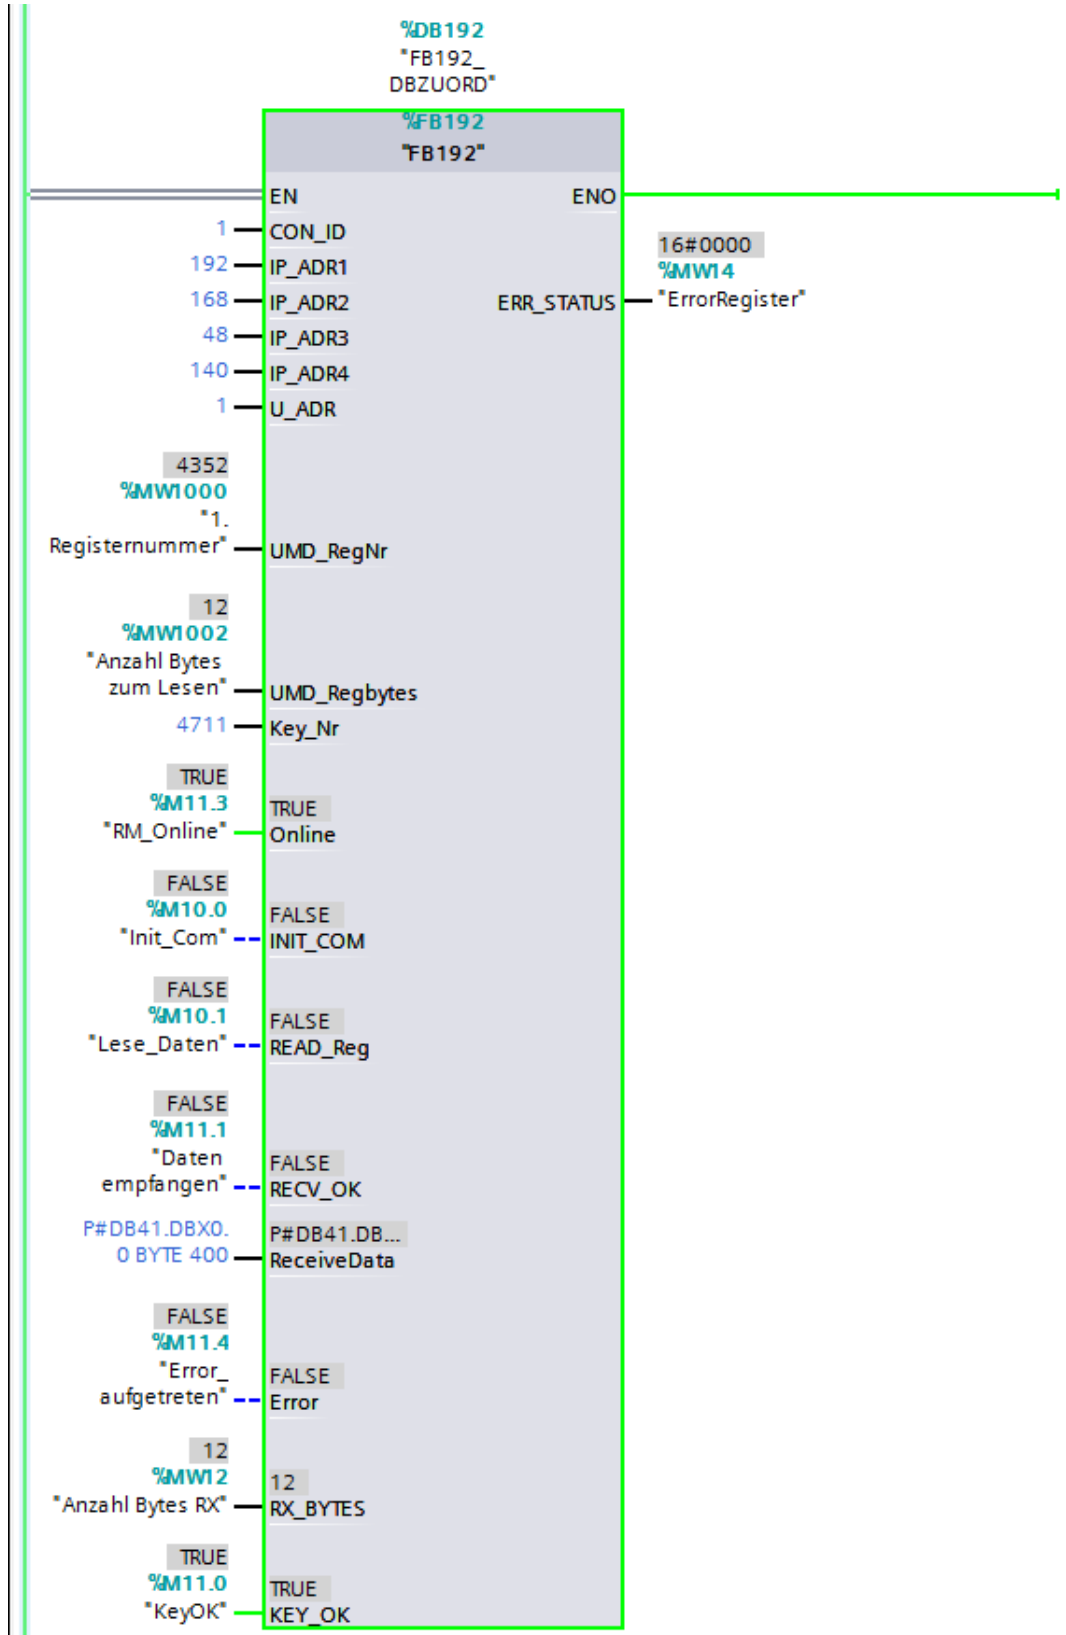 %DB192
"FB192_
DBZUORD"
%FB192
"FB192"
EN ENO
1 CON_ID
192 IP_ADR1
16#0000
%MW14
168 IP_ADR2 ERR_STATUS "ErrorRegister"
48 IP_ADR3
140 IP_ADR4
1 U_ADR
4352
%MW1000
"1.
Registernummer" UMD_RegNr
12
%MW1002
"Anzahl Bytes
zum Lesen" UMD_Regbytes
4711 Key_Nr
TRUE
%M11.3 TRUE
"RM_Online" Online
FALSE
%M10.0 FALSE
"Init_Com" INIT_COM
FALSE
%M10.1 FALSE
"Lese_Daten" READ_Reg
FALSE
%M11.1
"Daten FALSE
empfangen" RECV_OK
P#DB41.DBX0. P#DB41.DB...
0 BYTE 400 ReceiveData
FALSE
%M11.4
"Error_ FALSE
aufgetreten" Error
12
%MW12 12
"Anzahl Bytes RX" RX_BYTES
TRUE
%M11.0 TRUE
"KeyOK" KEY_OK